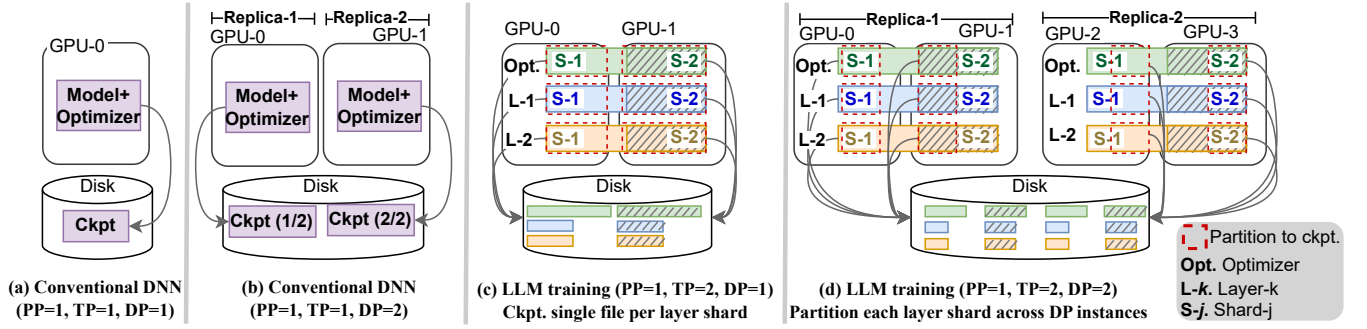 GPU-0
Model+
Optimizer
Disk
Ckpt
(a) Conventional DNN
(PP=1, TP=1, DP=1)
Replica-1
Replica-2
GPU-0
GPU-1
Model+
Optimizer
Model+
Optimizer
Disk
Ckpt (1/2)
Ckpt (2/2)
(b) Conventional DNN
(PP=1, TP=1, DP=2)
GPU-0
GPU-1
Opt.
S-1
S-2
L-1
S-1
S-2
L-2
S-1
S-2
Disk
(c) LLM training (PP=1, TP=2, DP=1)
Ckpt. single file per layer shard
Replica-1
Replica-2
GPU-0
GPU-1
GPU-2
GPU-3
Opt.
S-1
S-2
Opt.
S-1
S-2
L-1
S-1
S-2
L-1
S-1
S-2
L-2
S-1
S-2
L-2
S-1
S-2
Disk
(d) LLM training (PP=1, TP=2, DP=2)
Partition each layer shard across DP instances
Partition to ckpt.
Opt. Optimizer
L-k. Layer-k
S-j. Shard-j